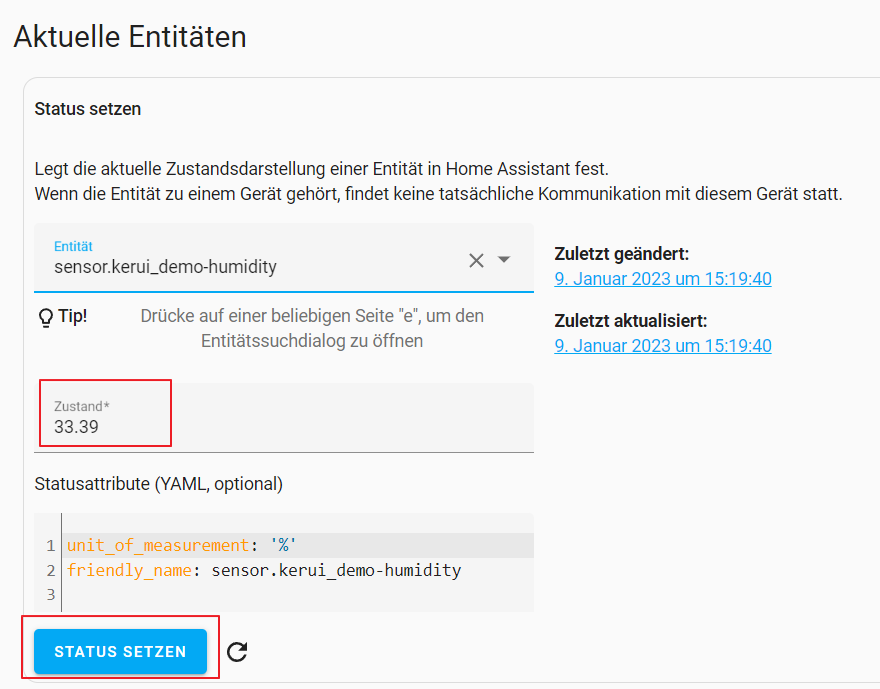 Aktuelle Entitäten
Status setzen
Legt die aktuelle Zustandsdarstellung einer Entität in Home Assistant fest.
Wenn die Entität zu einem Gerät gehört, findet keine tatsächliche Kommunikation mit diesem Gerät statt.
Entität
sensor.kerui_demo-humidity
Tip!
Drücke auf einer beliebigen Seite "e", um den
Entitätssuchdialog zu öffnen
Zuletzt geändert:
9. Januar 2023 um 15:19:40
Zuletzt aktualisiert:
9. Januar 2023 um 15:19:40
Zustand*
33.39
Statusattribute (YAML, optional)
1 unit_of_measurement: '%'
2 friendly_name: sensor.kerui_demo-humidity
3
STATUS SETZEN